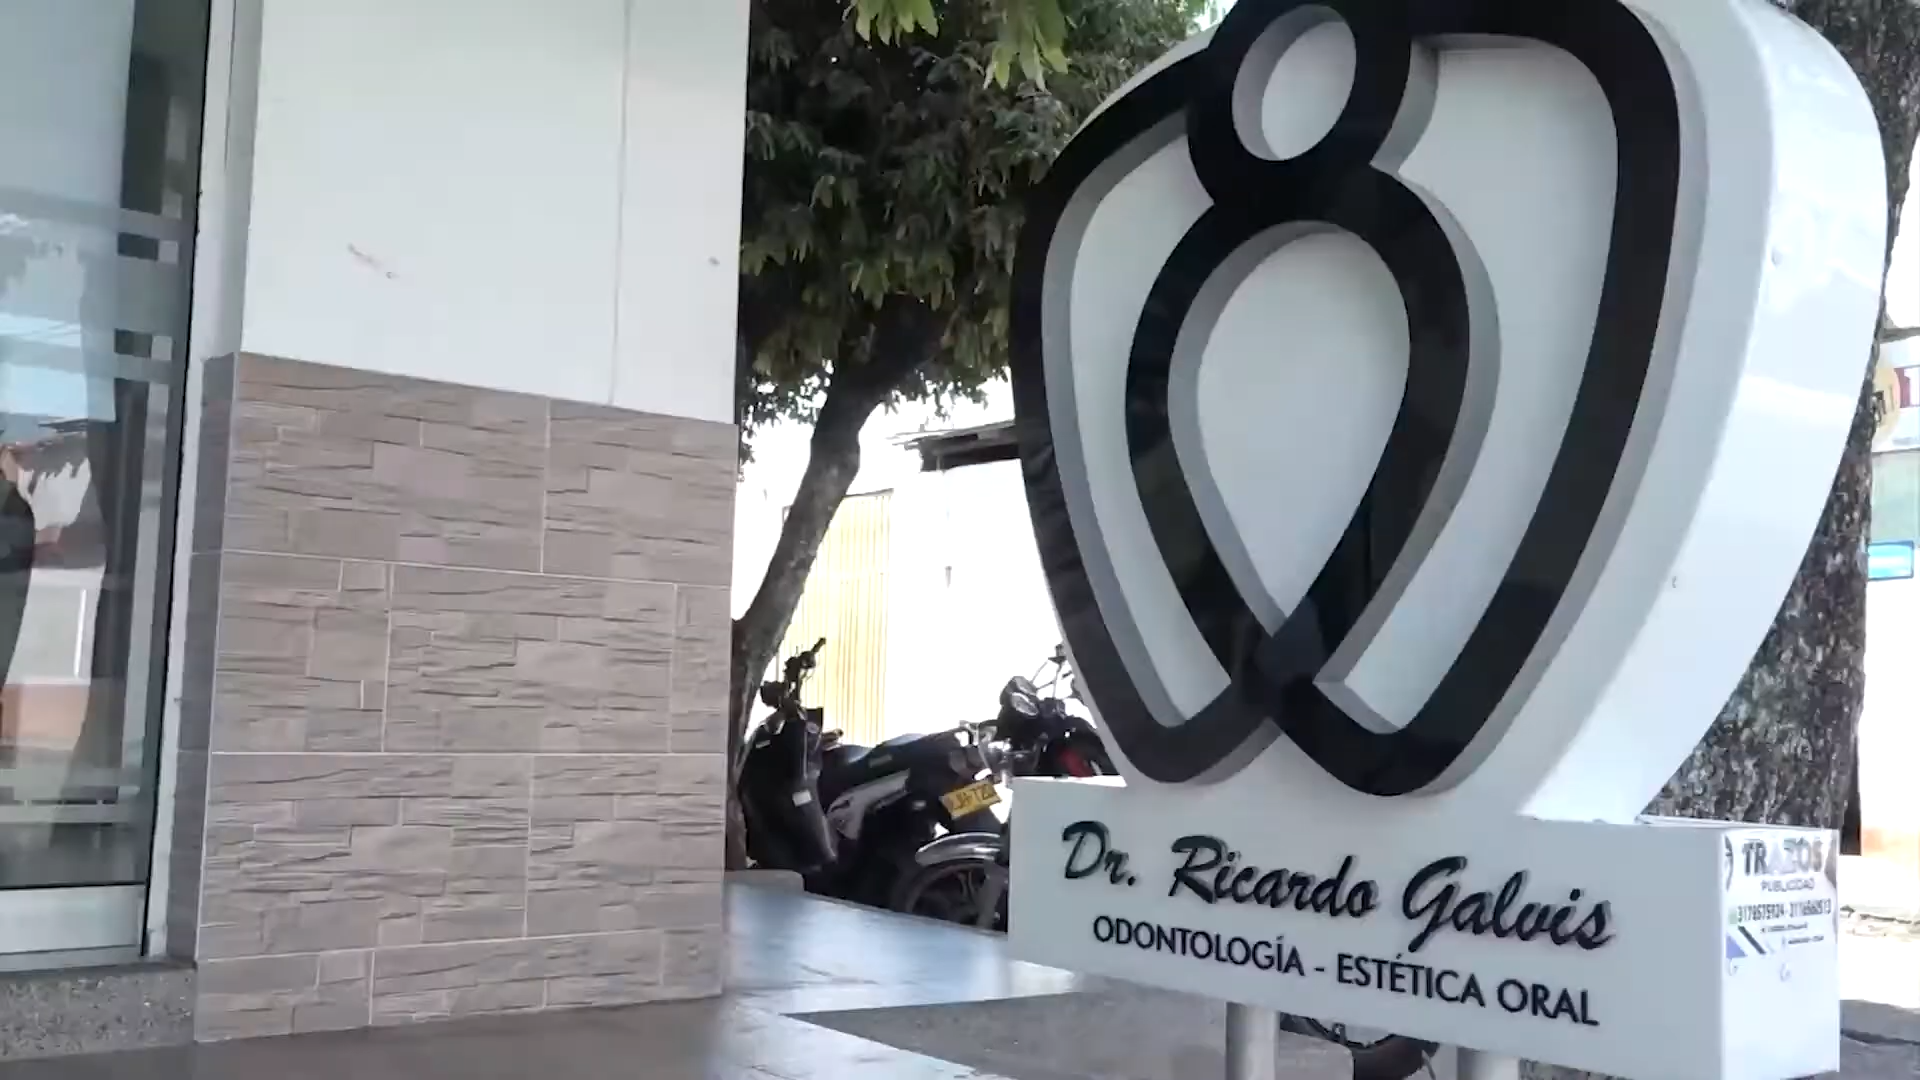 Dr. Ricardo Galvis
ODONTOLOGÍA - ESTÉTICA ORAL
TRAZOS
PUBLICIDAD